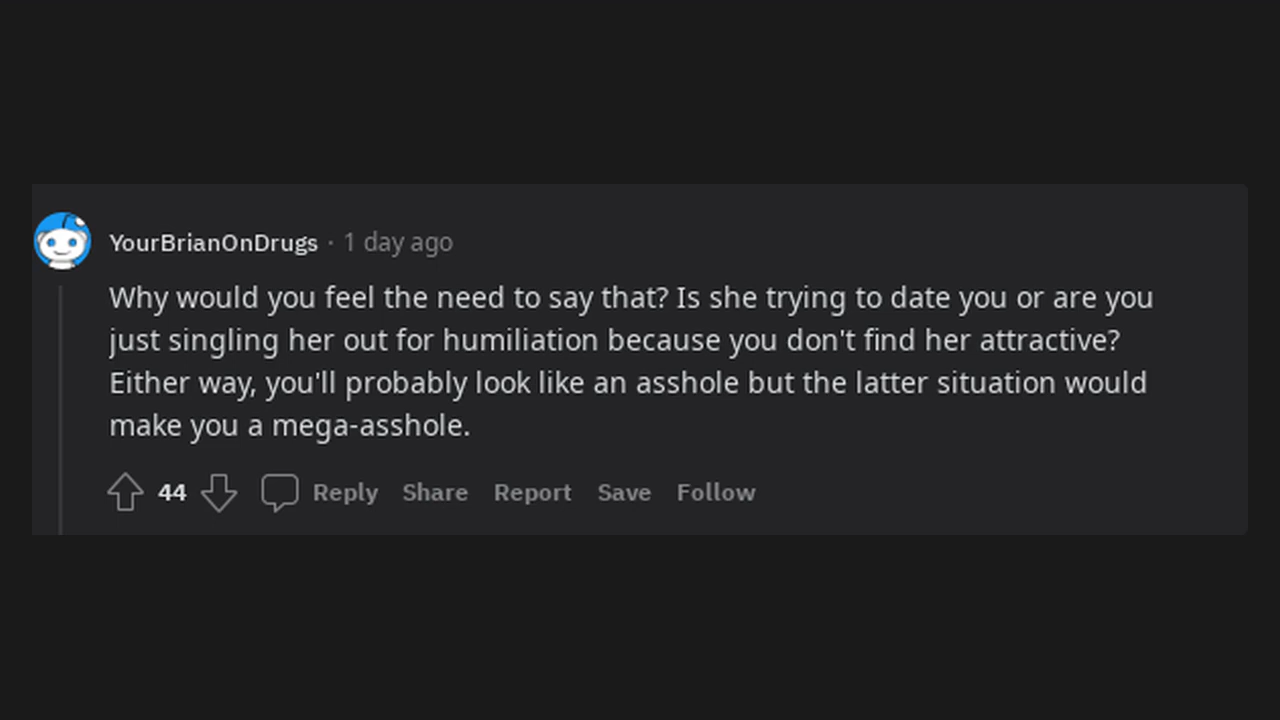 YourBrianOnDrugs · 1 day ago
Why would you feel the need to say that? Is she trying to date you or are you
just singling her out for humiliation because you don't find her attractive?
Either way, you'll probably look like an asshole but the latter situation would
make you a mega-asshole.
44 Reply Share Report Save Follow